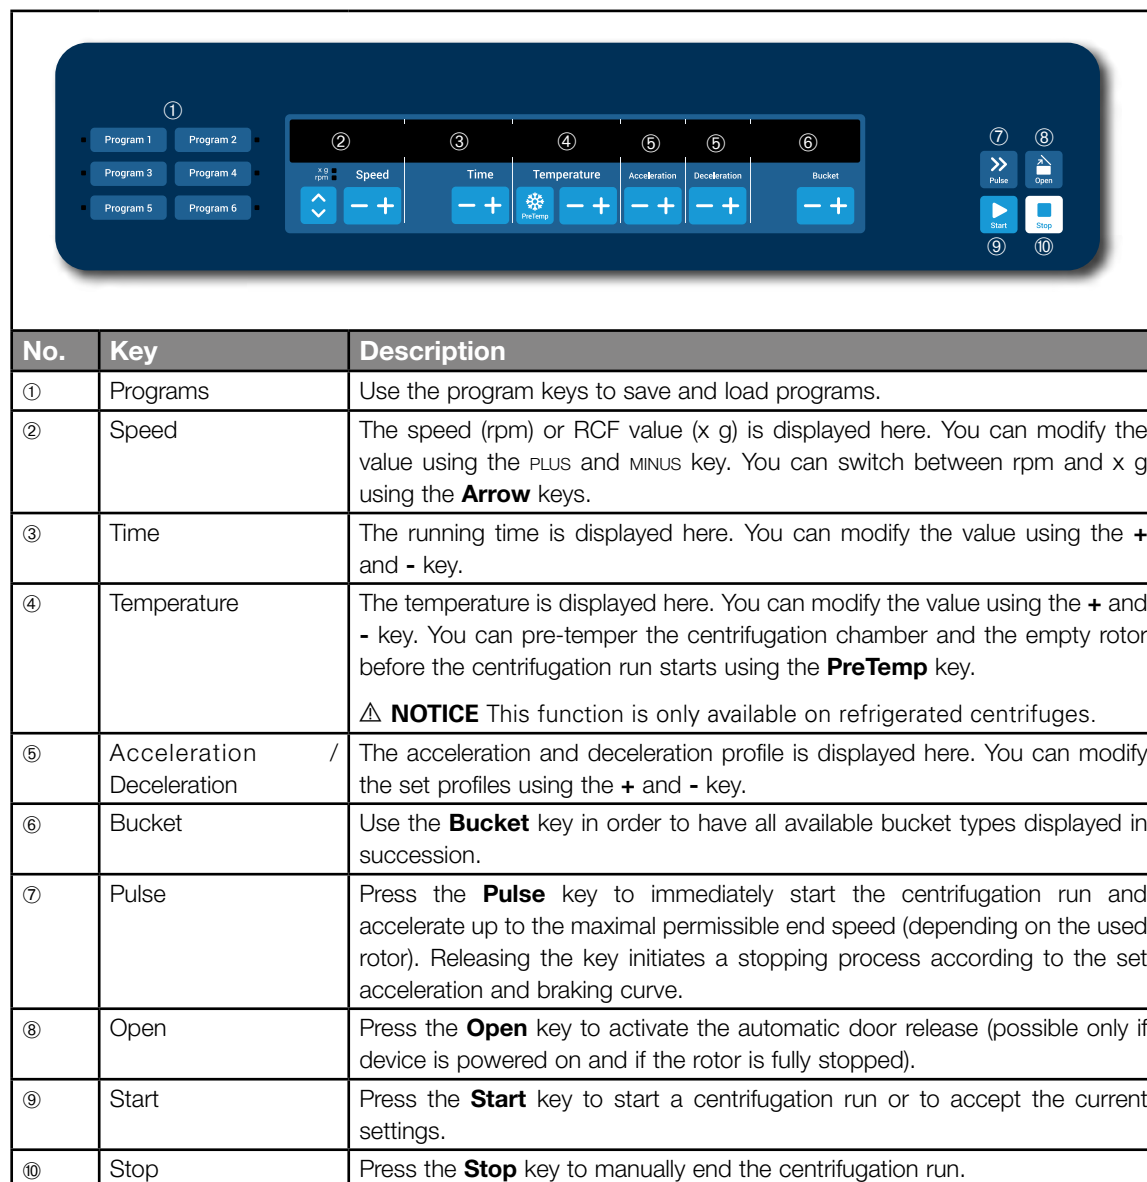 ①
Program 1 Program 2
Program 3 Program 4
Program 5 Program 6
② ③ ④ ⑤ ⑤ ⑥
x g
rpm
Speed Time Temperature Acceleration Deceleration Bucket
PreTemp
⑦ ⑧
Pulse Open
Start Stop
⑨ ⑩
No. Key Description
① Programs Use the program keys to save and load programs.
② Speed The speed (rpm) or RCF value (x g) is displayed here. You can modify the
value using the PLUS and MINUS key. You can switch between rpm and x g
using the Arrow keys.
③ Time The running time is displayed here. You can modify the value using the +
and - key.
④ Temperature The temperature is displayed here. You can modify the value using the + and
- key. You can pre-temper the centrifugation chamber and the empty rotor
before the centrifugation run starts using the PreTemp key.
⚠ NOTICE This function is only available on refrigerated centrifuges.
⑤ Acceleration / The acceleration and deceleration profile is displayed here. You can modify
Deceleration the set profiles using the + and - key.
⑥ Bucket Use the Bucket key in order to have all available bucket types displayed in
succession.
⑦ Pulse Press the Pulse key to immediately start the centrifugation run and
accelerate up to the maximal permissible end speed (depending on the used
rotor). Releasing the key initiates a stopping process according to the set
acceleration and braking curve.
⑧ Open Press the Open key to activate the automatic door release (possible only if
device is powered on and if the rotor is fully stopped).
⑨ Start Press the Start key to start a centrifugation run or to accept the current
settings.
⑩ Stop Press the Stop key to manually end the centrifugation run.